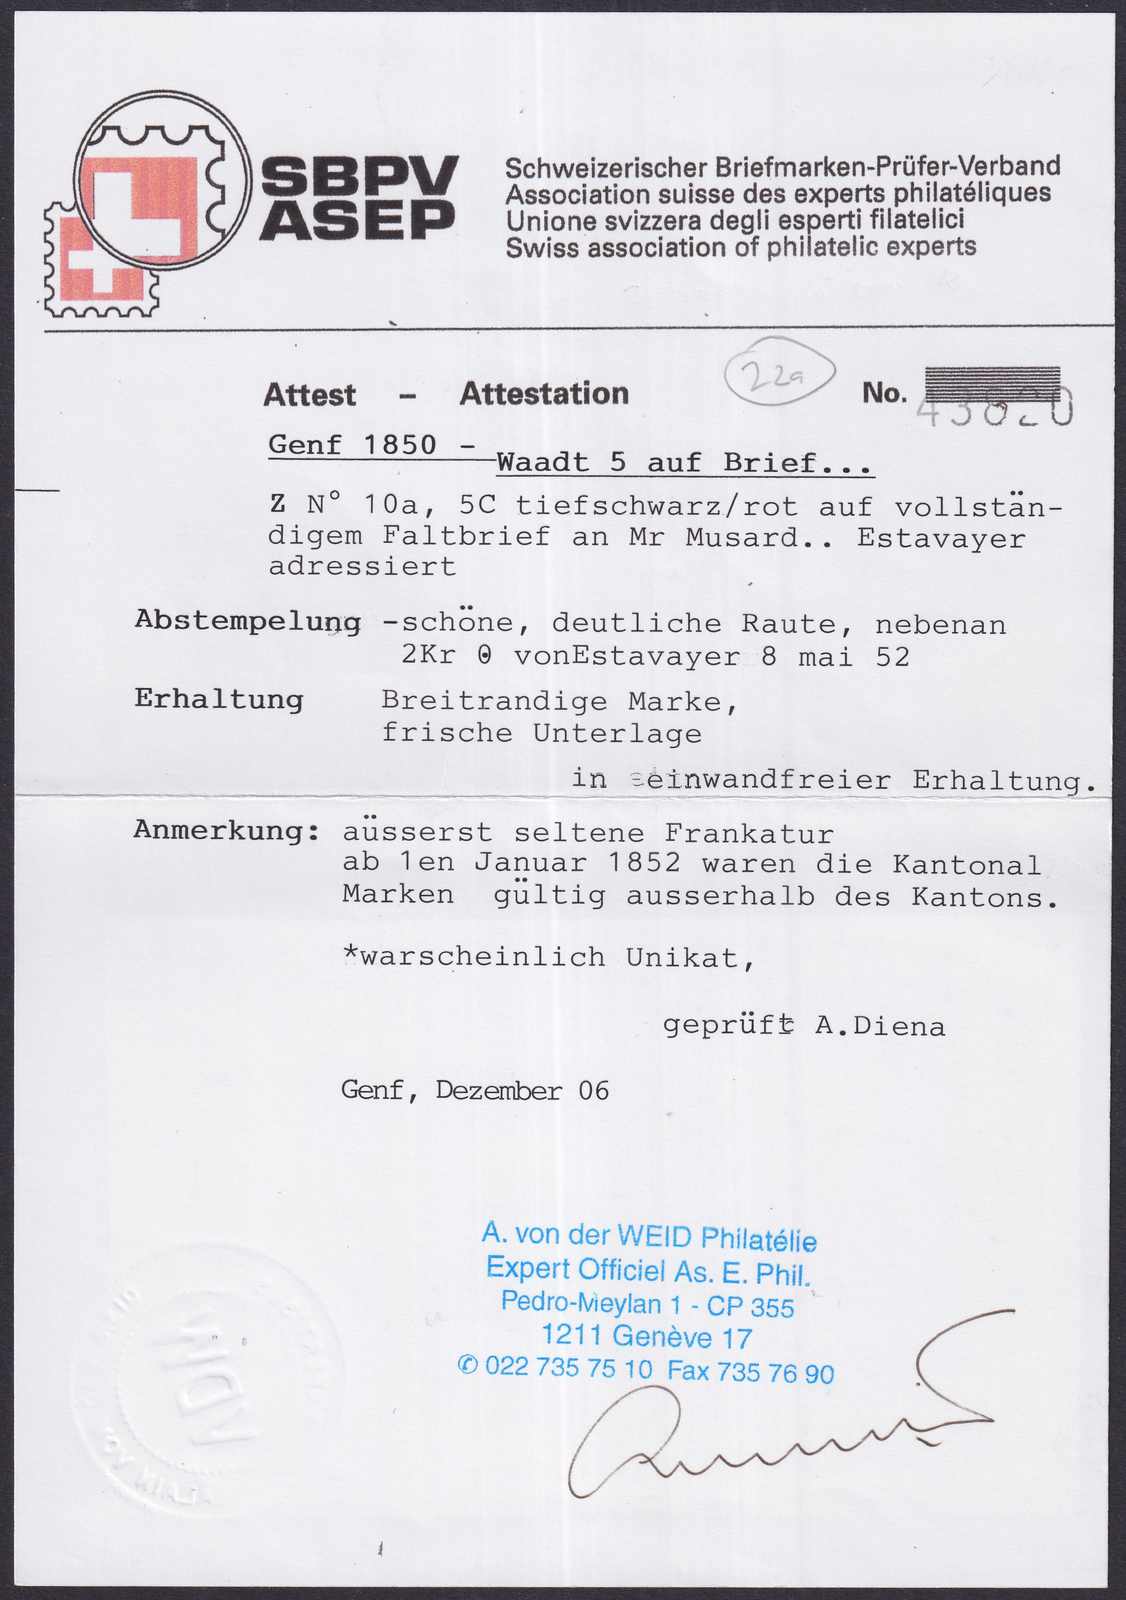 SBPV
ASEP
Schweizerischer Briefmarken-Prüfer-Verband
Association suisse des experts philatéliques
Unione svizzera degli esperti filatelici
Swiss association of philatelic experts
Attest – Attestation
22a
No. 43820
Genf 1850 –
Waadt 5 auf Brief...
Z N° 10a, 5C tiefschwarz/rot auf vollstän-
digem Faltbrief an Mr Musard.. Estavayer
adressiert
Abstempelung -schöne, deutliche Raute, nebenan
2Kr 0 vonEstavayer 8 mai 52
Erhaltung Breitrandige Marke,
frische Unterlage
in einwandfreier Erhaltung.
Anmerkung: aüsserst seltene Frankatur
ab 1en Januar 1852 waren die Kantonal
Marken gültig ausserhalb des Kantons.
*warscheinlich Unikat,
geprüft A.Diena
Genf, Dezember 06
A. von der WEID Philatélie
Expert Officiel As. E. Phil.
Pedro-Meylan 1 - CP 355
1211 Genève 17
✆ 022 735 75 10 Fax 735 76 90